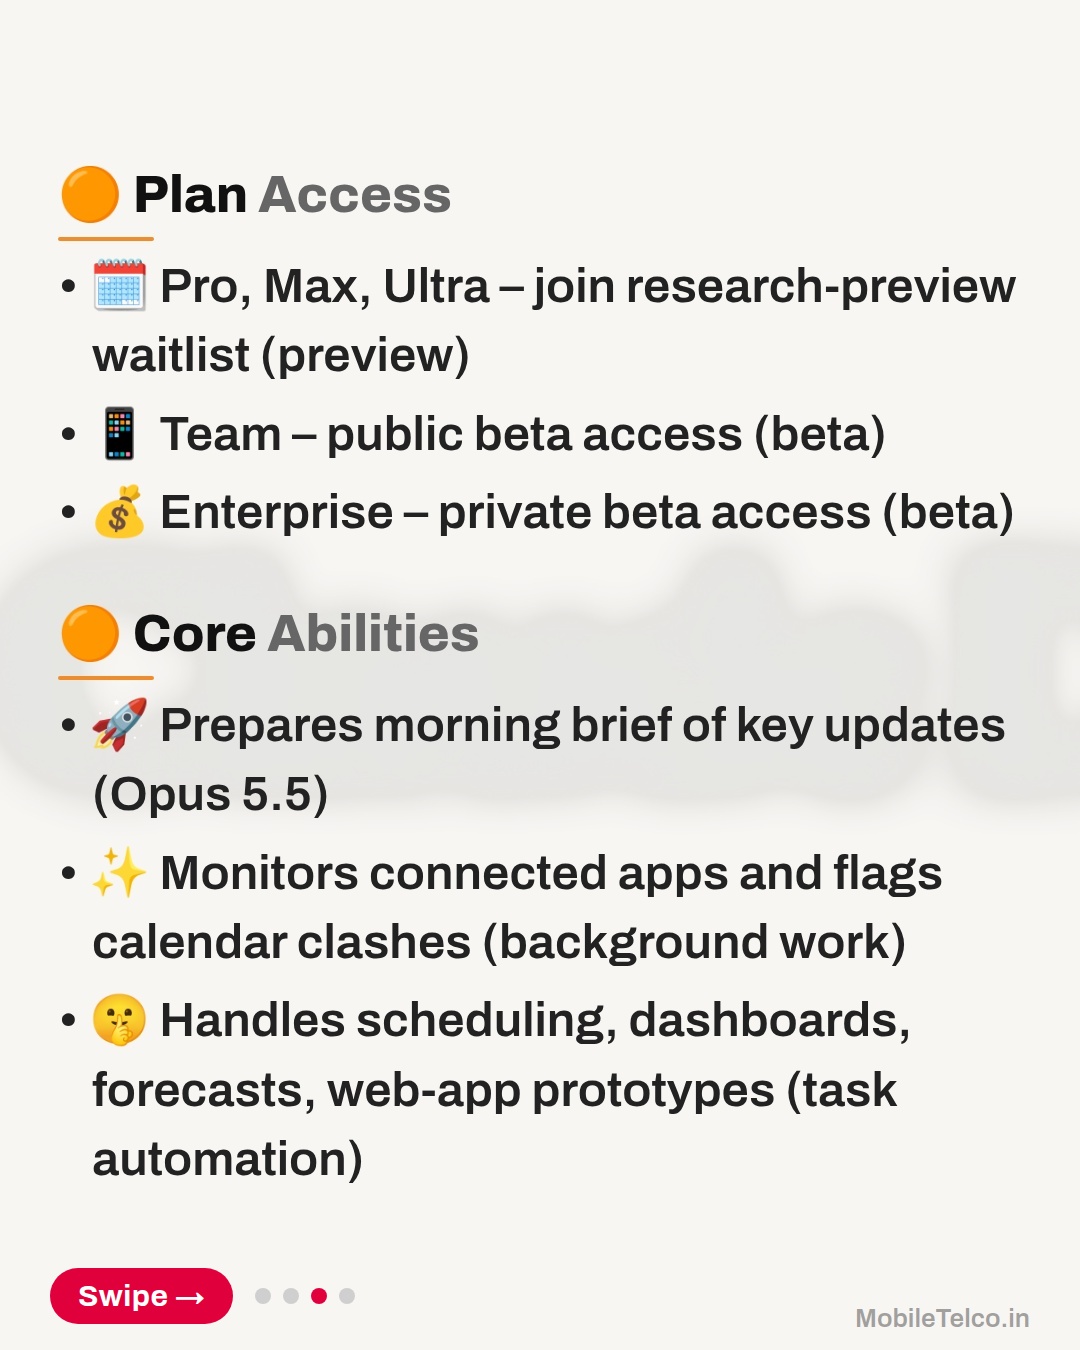 🟠 Plan Access
• 🗓️ Pro, Max, Ultra – join research-preview
waitlist (preview)
• 📱 Team – public beta access (beta)
• 💰 Enterprise – private beta access (beta)
🟠 Core Abilities
• 🚀 Prepares morning brief of key updates
(Opus 5.5)
• ✨ Monitors connected apps and flags
calendar clashes (background work)
• 🤫 Handles scheduling, dashboards,
forecasts, web-app prototypes (task
automation)
Swipe →
MobileTelco.in